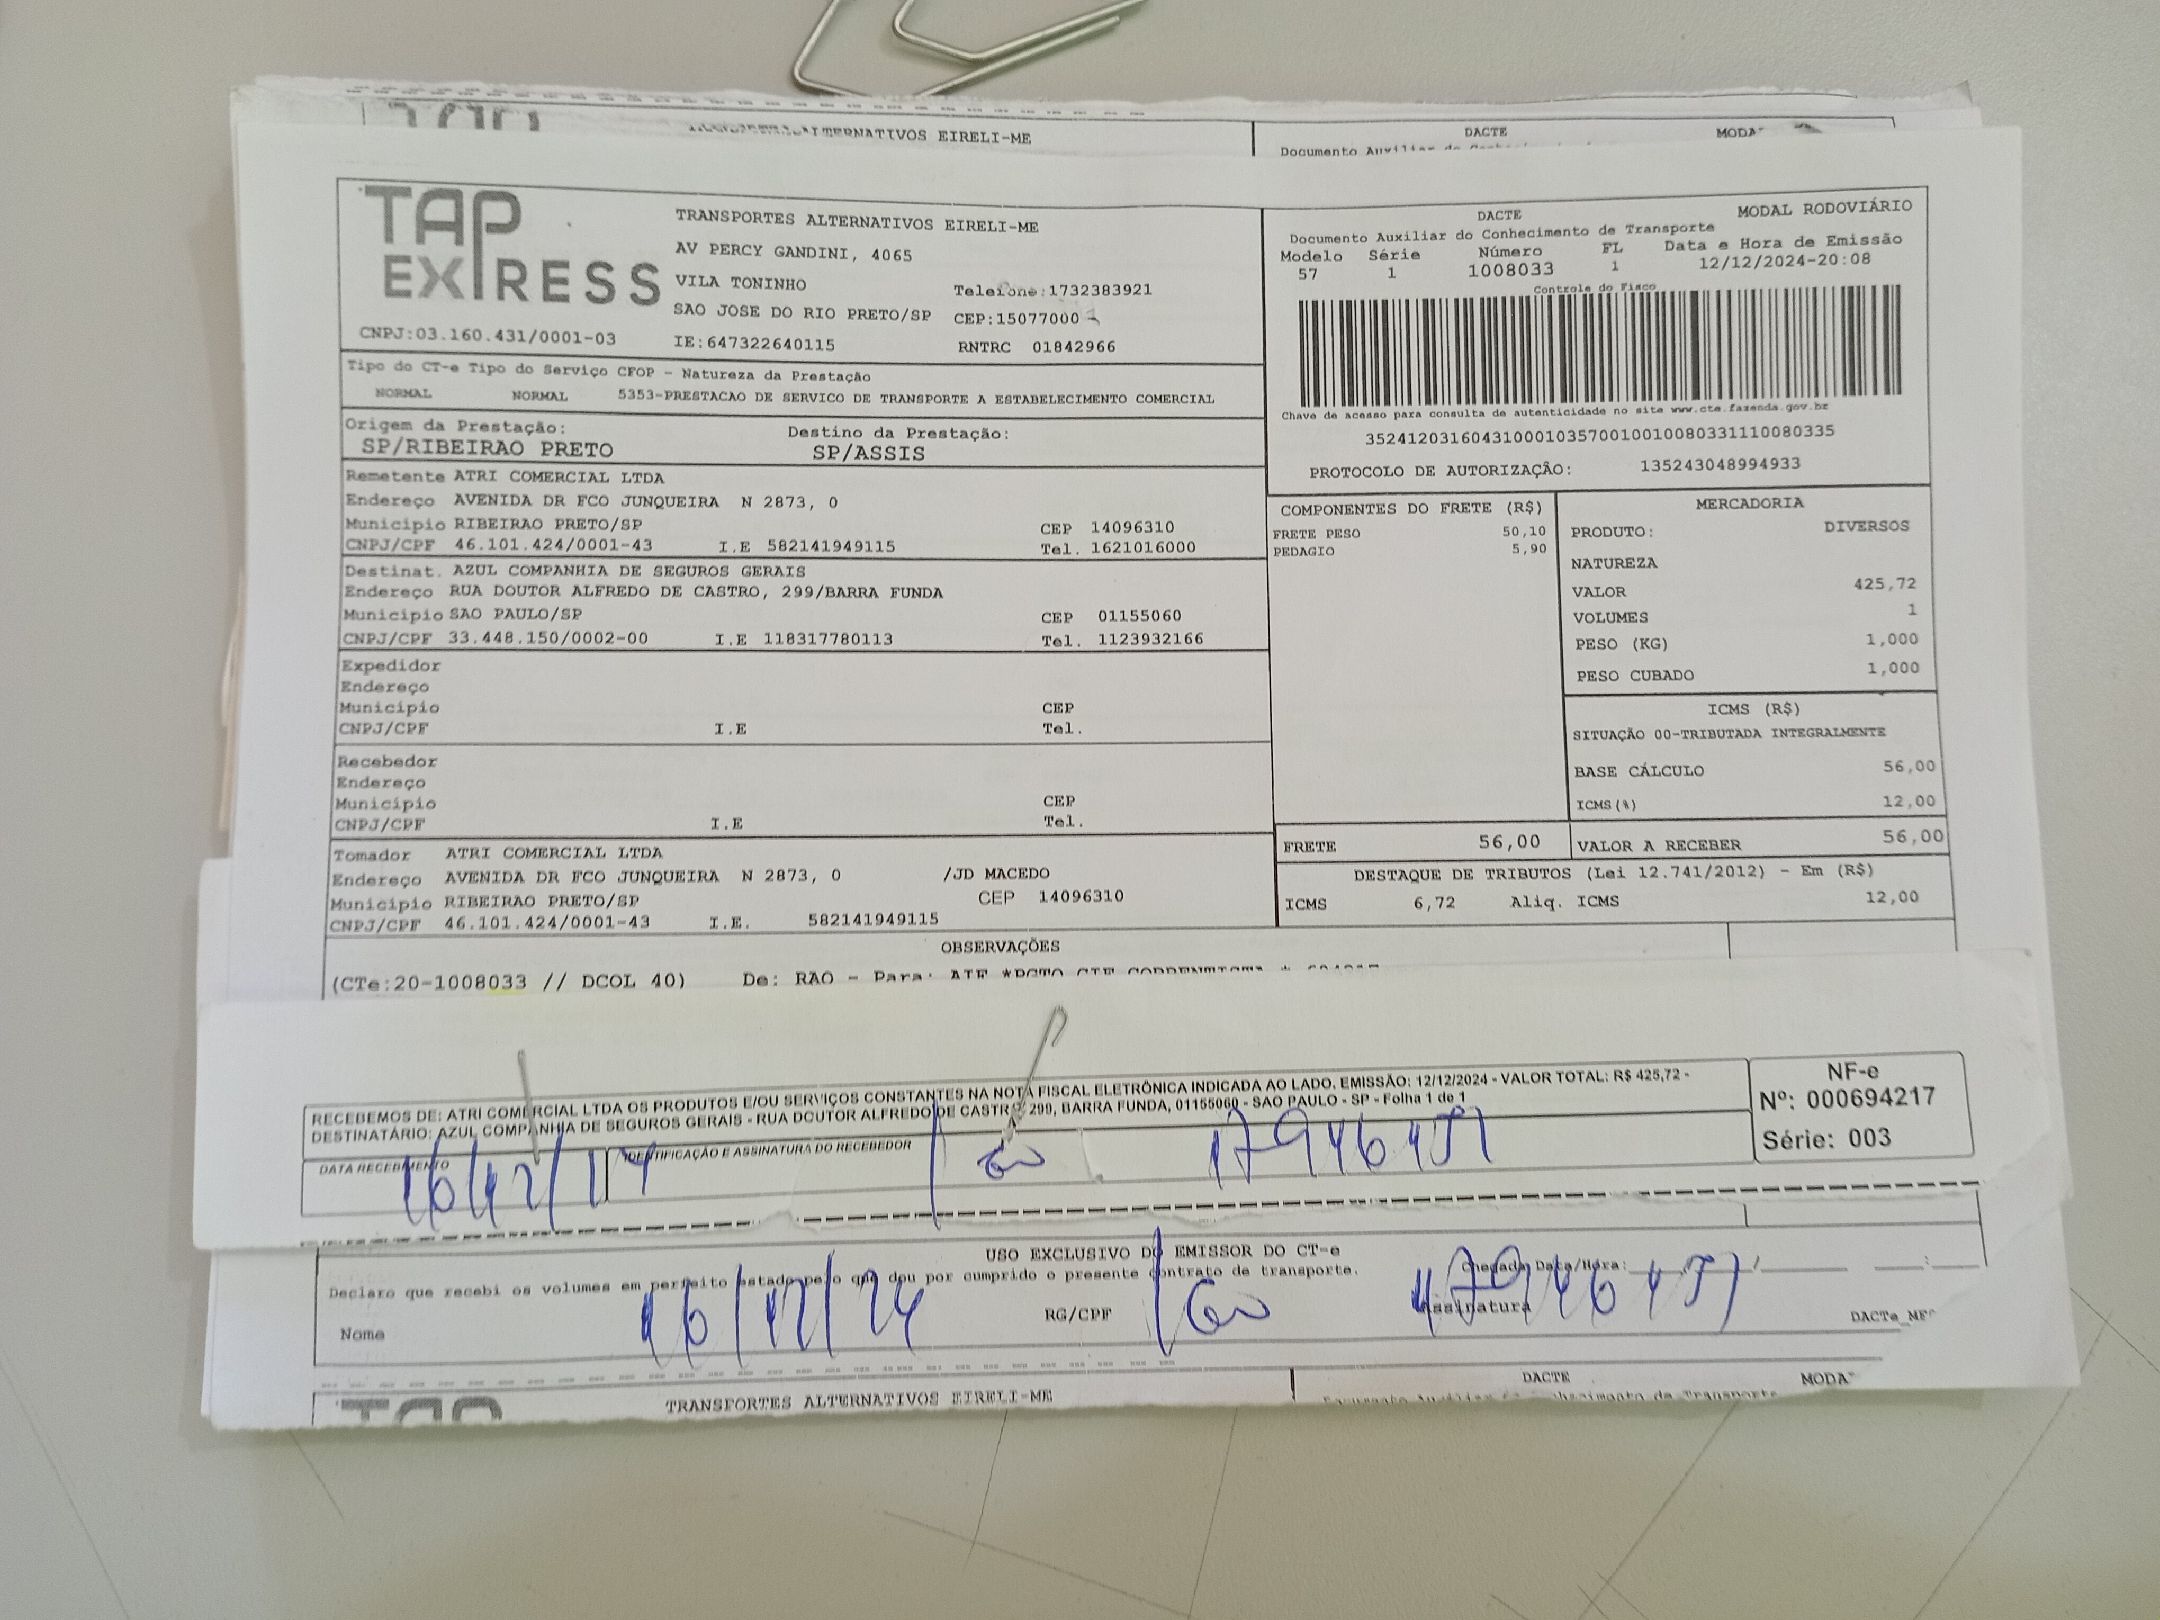 ALTERNATIVOS EIRELI-ME
DACTE
Documento
TAP EXPRESS
CNPJ:03.160.431/0001-03
TRANSPORTES ALTERNATIVOS EIRELI-ME
AV PERCY GANDINI, 4065
VILA TONINHO
Telefone:1732383921
SAO JOSE DO RIO PRETO/SP CEP:15077000
IE:647322640115 RNTRC 01842966
DACTE MODAL RODOVIÁRIO
Documento Auxiliar do Conhecimento de Transporte
Modelo Série Número FL Data e Hora de Emissão
57 1 1008033 1 12/12/2024-20:08
Controle do Fisco
Chave de acesso para consulta de autenticidade no site www.cte.fazenda.gov.br
35241203160431000103570010010080331110080335
PROTOCOLO DE AUTORIZAÇÃO: 135243048994933
Tipo do CT-e Tipo do Serviço CFOP - Natureza da Prestação
NORMAL NORMAL 5353-PRESTACAO DE SERVICO DE TRANSPORTE A ESTABELECIMENTO COMERCIAL
Origem da Prestação: Destino da Prestação:
SP/RIBEIRAO PRETO SP/ASSIS
Remetente ATRI COMERCIAL LTDA
Endereço AVENIDA DR FCO JUNQUEIRA N 2873, 0
Município RIBEIRAO PRETO/SP CEP 14096310
CNPJ/CPF 46.101.424/0001-43 I.E 582141949115 Tel. 1621016000
Destinat. AZUL COMPANHIA DE SEGUROS GERAIS
Endereço RUA DOUTOR ALFREDO DE CASTRO, 299/BARRA FUNDA
Município SAO PAULO/SP CEP 01155060
CNPJ/CPF 33.448.150/0002-00 I.E 118317780113 Tel. 1123932166
Expedidor
Endereço
Município CEP
CNPJ/CPF I.E Tel.
Recebedor
Endereço
Município CEP
CNPJ/CPF I.E Tel.
Tomador ATRI COMERCIAL LTDA
Endereço AVENIDA DR FCO JUNQUEIRA N 2873, 0 /JD MACEDO
Município RIBEIRAO PRETO/SP CEP 14096310
CNPJ/CPF 46.101.424/0001-43 I.E. 582141949115
COMPONENTES DO FRETE (R$)
FRETE PESO 50,10
PEDAGIO 5,90
MERCADORIA
PRODUTO: DIVERSOS
NATUREZA
VALOR 425,72
VOLUMES 1
PESO (KG) 1,000
PESO CUBADO 1,000
ICMS (R$)
SITUAÇÃO 00-TRIBUTADA INTEGRALMENTE
BASE CÁLCULO 56,00
ICMS(%) 12,00
FRETE 56,00 VALOR A RECEBER 56,00
DESTAQUE DE TRIBUTOS (Lei 12.741/2012) - Em (R$)
ICMS 6,72 Aliq. ICMS 12,00
OBSERVAÇÕES
(CTe:20-1008033 // DCOL 40) De: RAO - Para:
RECEBEMOS DE: ATRI COMERCIAL LTDA OS PRODUTOS E/OU SERVIÇOS CONSTANTES NA NOTA FISCAL ELETRÔNICA INDICADA AO LADO. EMISSÃO: 12/12/2024 - VALOR TOTAL: R$ 425,72 -
DESTINATÁRIO: AZUL COMPANHIA DE SEGUROS GERAIS - RUA DOUTOR ALFREDO DE CASTRO, 299, BARRA FUNDA, 01155060 - SAO PAULO - SP - Folha 1 de 1
DATA RECEBIMENTO IDENTIFICAÇÃO E ASSINATURA DO RECEBEDOR
NF-e
Nº: 000694217
Série: 003
USO EXCLUSIVO DO EMISSOR DO CT-e
Declaro que recebi os volumes em perfeito estado pelo que dou por cumprido o presente contrato de transporte.
Chegada Data/Hora:
16/12/24
Nome RG/CPF Assinatura
TRANSPORTES ALTERNATIVOS EIRELI-ME
DACTE